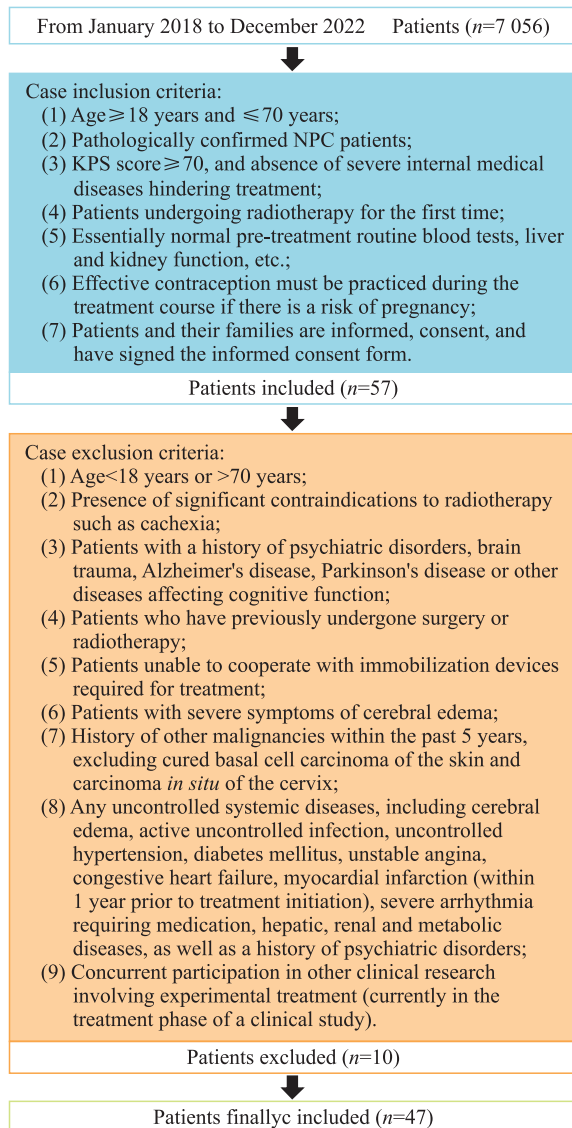 From January 2018 to December 2022 Patients (n=7 056)
Case inclusion criteria:
(1) Age≥18 years and ≤70 years;
(2) Pathologically confirmed NPC patients;
(3) KPS score≥70, and absence of severe internal medical
diseases hindering treatment;
(4) Patients undergoing radiotherapy for the first time;
(5) Essentially normal pre-treatment routine blood tests, liver
and kidney function, etc.;
(6) Effective contraception must be practiced during the
treatment course if there is a risk of pregnancy;
(7) Patients and their families are informed, consent, and
have signed the informed consent form.
Patients included (n=57)
Case exclusion criteria:
(1) Age<18 years or >70 years;
(2) Presence of significant contraindications to radiotherapy
such as cachexia;
(3) Patients with a history of psychiatric disorders, brain
trauma, Alzheimer's disease, Parkinson's disease or other
diseases affecting cognitive function;
(4) Patients who have previously undergone surgery or
radiotherapy;
(5) Patients unable to cooperate with immobilization devices
required for treatment;
(6) Patients with severe symptoms of cerebral edema;
(7) History of other malignancies within the past 5 years,
excluding cured basal cell carcinoma of the skin and
carcinoma in situ of the cervix;
(8) Any uncontrolled systemic diseases, including cerebral
edema, active uncontrolled infection, uncontrolled
hypertension, diabetes mellitus, unstable angina,
congestive heart failure, myocardial infarction (within
1 year prior to treatment initiation), severe arrhythmia
requiring medication, hepatic, renal and metabolic
diseases, as well as a history of psychiatric disorders;
(9) Concurrent participation in other clinical research
involving experimental treatment (currently in the
treatment phase of a clinical study).
Patients excluded (n=10)
Patients finallyc included (n=47)